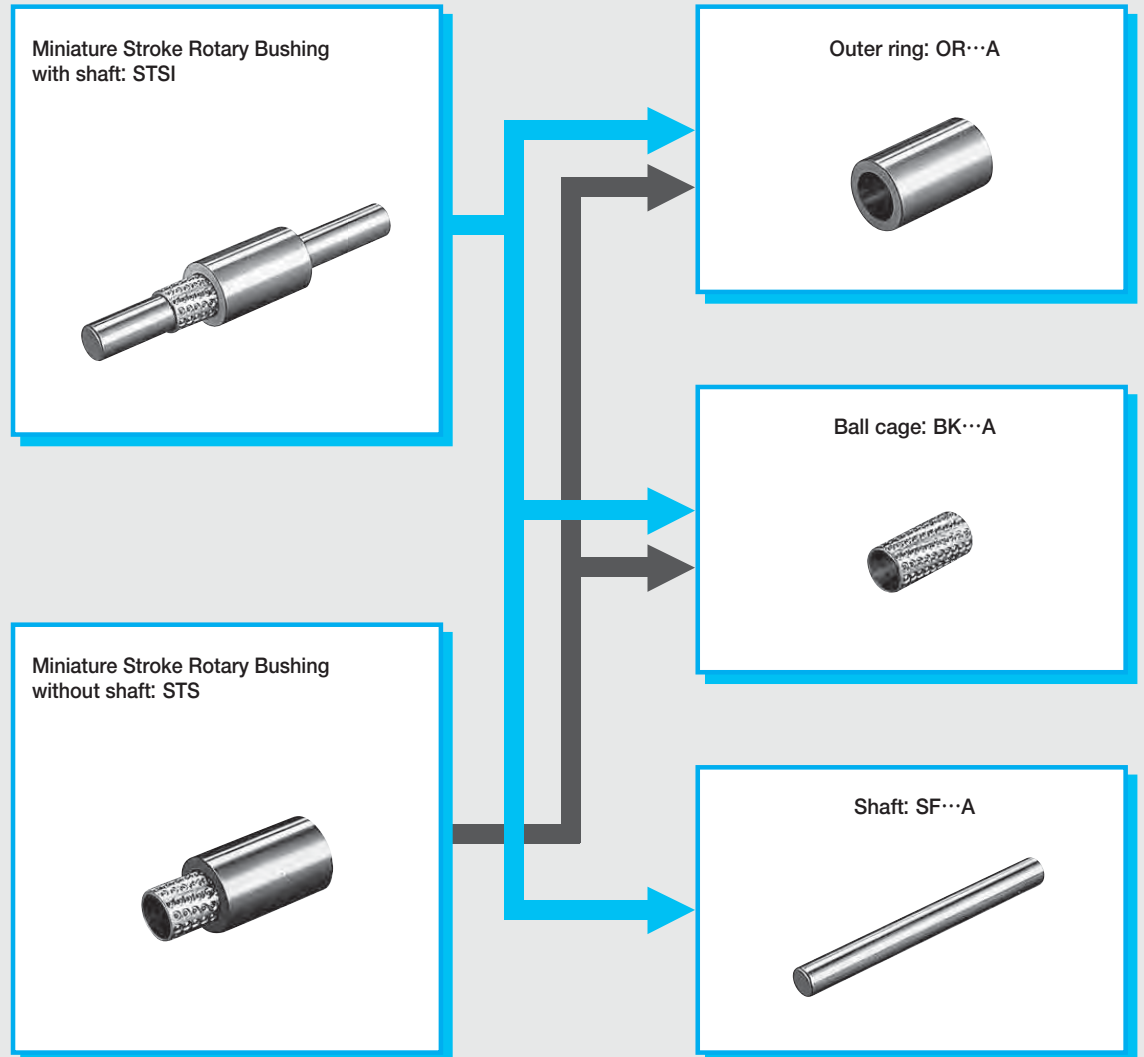 Miniature Stroke Rotary Bushing
with shaft: STSI
Outer ring: OR···A
Ball cage: BK···A
Miniature Stroke Rotary Bushing
without shaft: STS
Shaft: SF···A